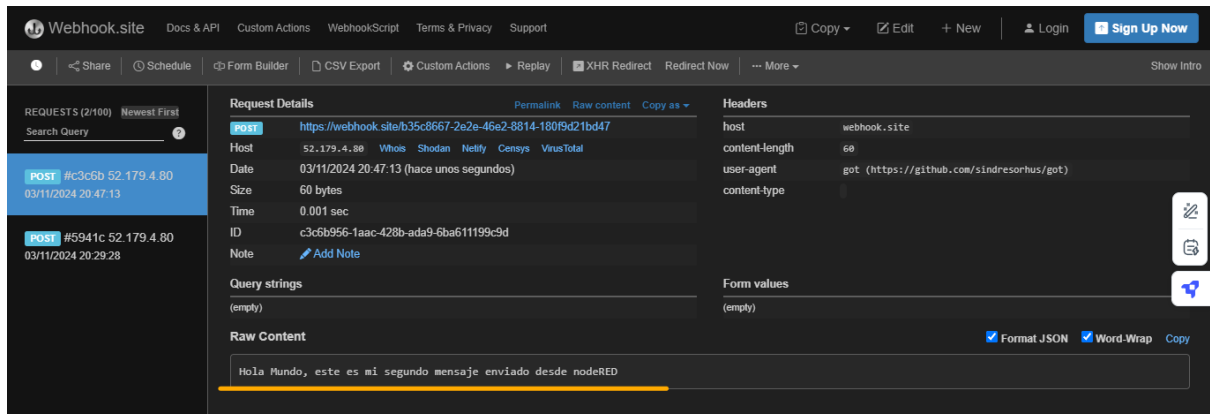 Webhook.site Docs & API Custom Actions WebhookScript Terms & Privacy Support Copy Edit + New Login Sign Up Now
Share Schedule Form Builder CSV Export Custom Actions Replay XHR Redirect Redirect Now ··· More Show Intro
REQUESTS (2/100) Newest First
Search Query ?
POST #c3c6b 52.179.4.80
03/11/2024 20:47:13
POST #5941c 52.179.4.80
03/11/2024 20:29:28
Request Details Permalink Raw content Copy as
POST https://webhook.site/b35c8667-2e2e-46e2-8814-180f9d21bd47
Host 52.179.4.80 Whois Shodan Netify Censys VirusTotal
Date 03/11/2024 20:47:13 (hace unos segundos)
Size 60 bytes
Time 0.001 sec
ID c3c6b956-1aac-428b-ada9-6ba611199c9d
Note Add Note
Headers
host webhook.site
content-length 60
user-agent got (https://github.com/sindresorhus/got)
content-type
Query strings
(empty)
Form values
(empty)
Raw Content Format JSON Word-Wrap Copy
Hola Mundo, este es mi segundo mensaje enviado desde nodeRED